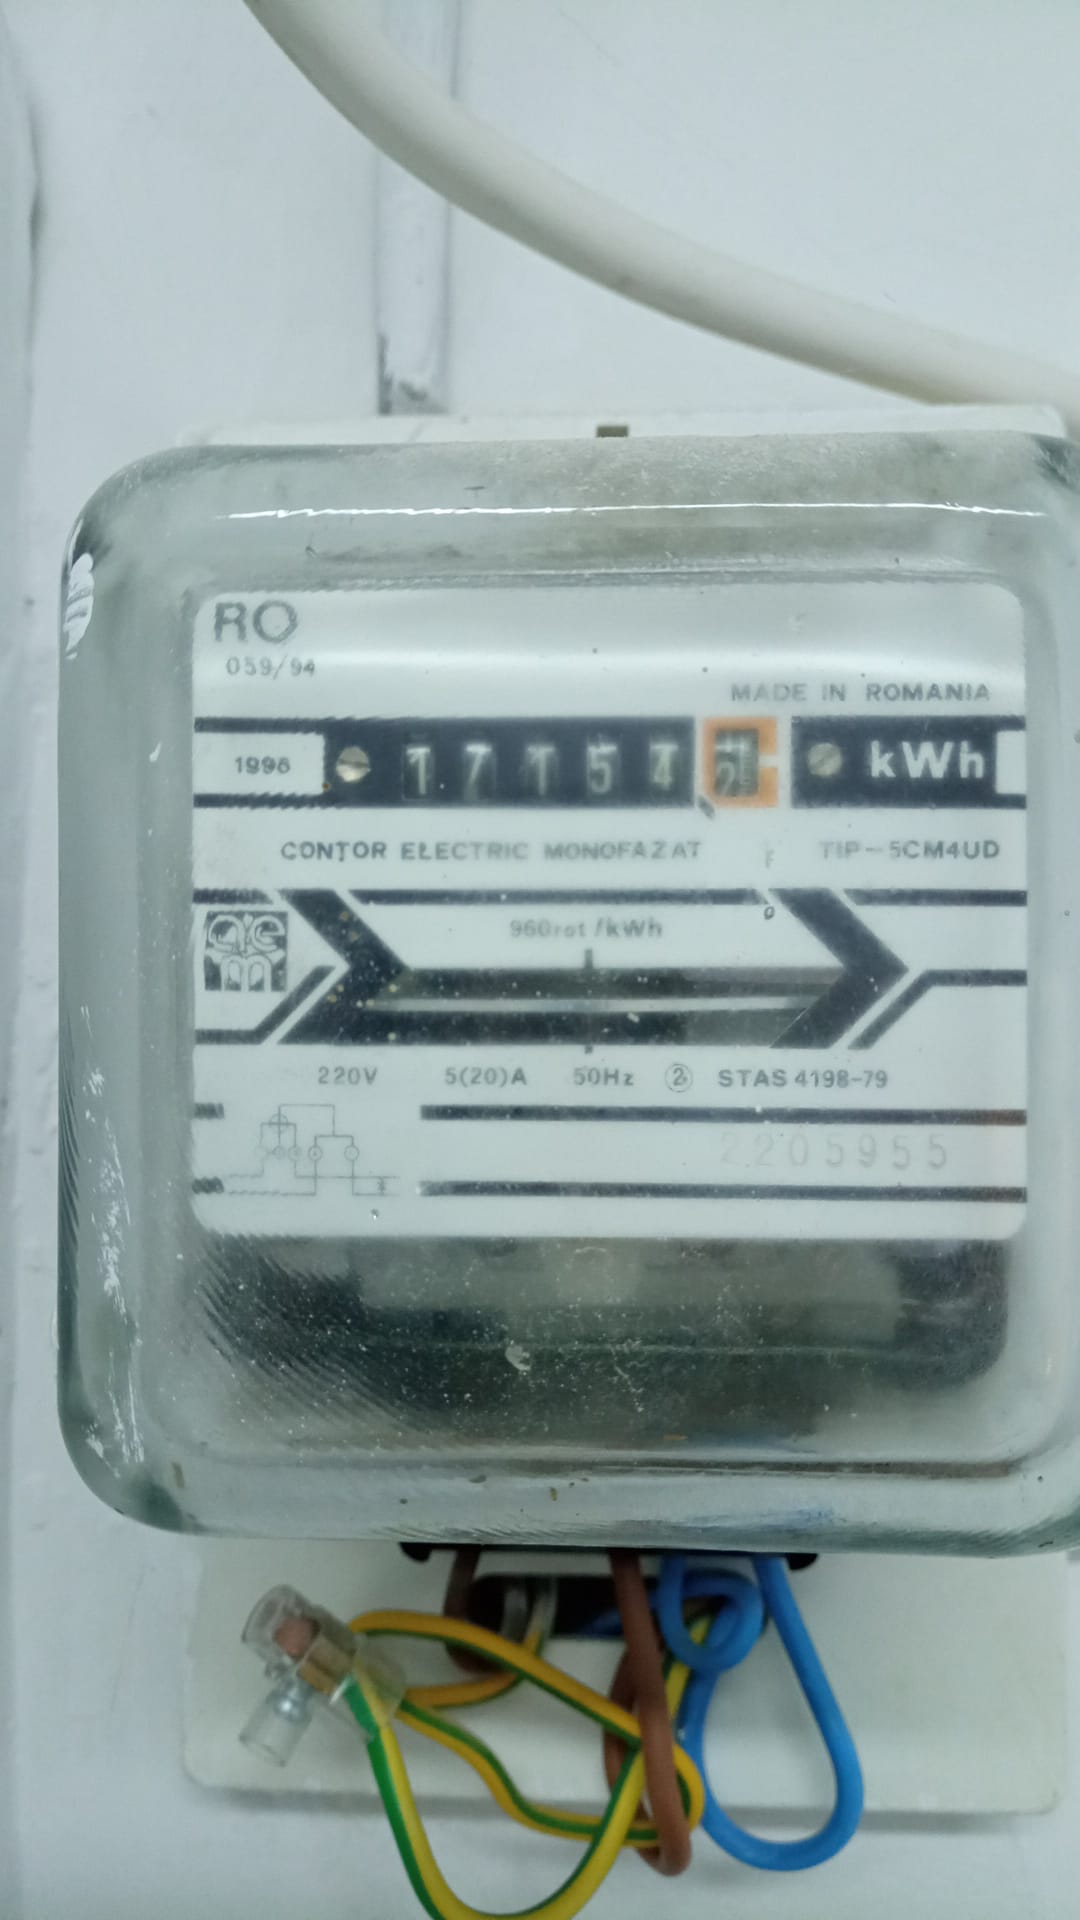 RO
059/94
MADE IN ROMANIA
1996 1 7 1 5 4 kWh
CONTOR ELECTRIC MONOFAZAT F TIP-5CM4UD
aem 960rot/kWh
220V 5(20)A 50Hz 2 STAS 4198-79
2205955